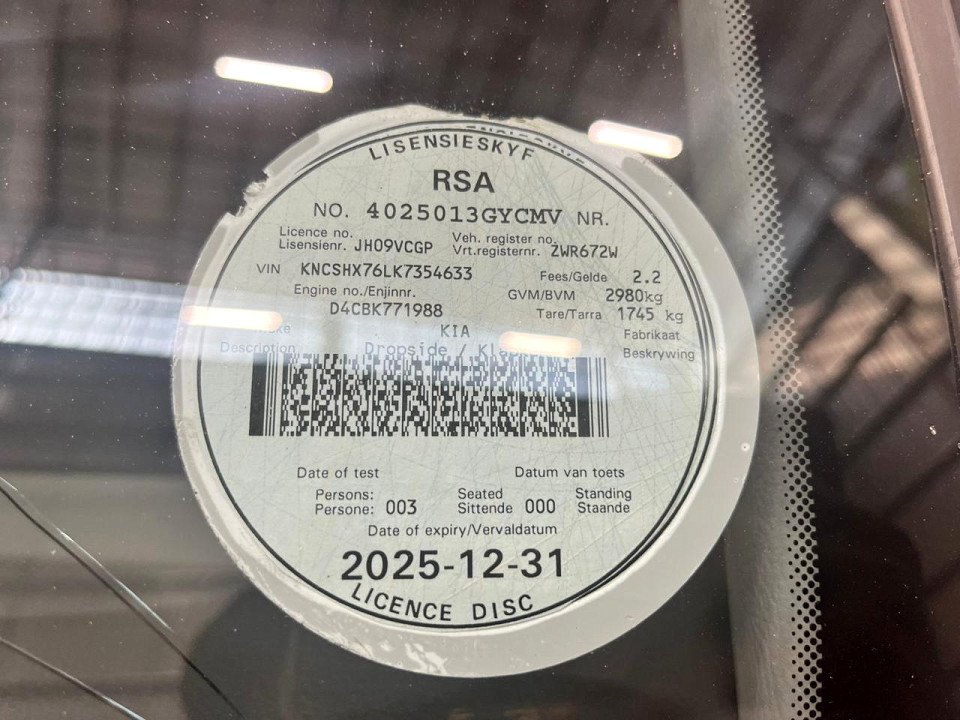 LISENSIESKYF
RSA
NO. 4025013GYCMV NR.
Licence no. Veh. register no.
Lisensienr. JH09VCGP Vrt.registernr. ZWR672W
VIN KNCSHX76LK7354633 Fees/Gelde 2.2
Engine no./Enjinnr. GVM/BVM 2980kg
D4CBK771988 Tare/Tarra 1745 kg
KIA Fabrikaat
Description Dropside / Beskrywing
Date of test Datum van toets
Persons: Seated Standing
Persone: 003 Sittende 000 Staande
Date of expiry/Vervaldatum
2025-12-31
LICENCE DISC